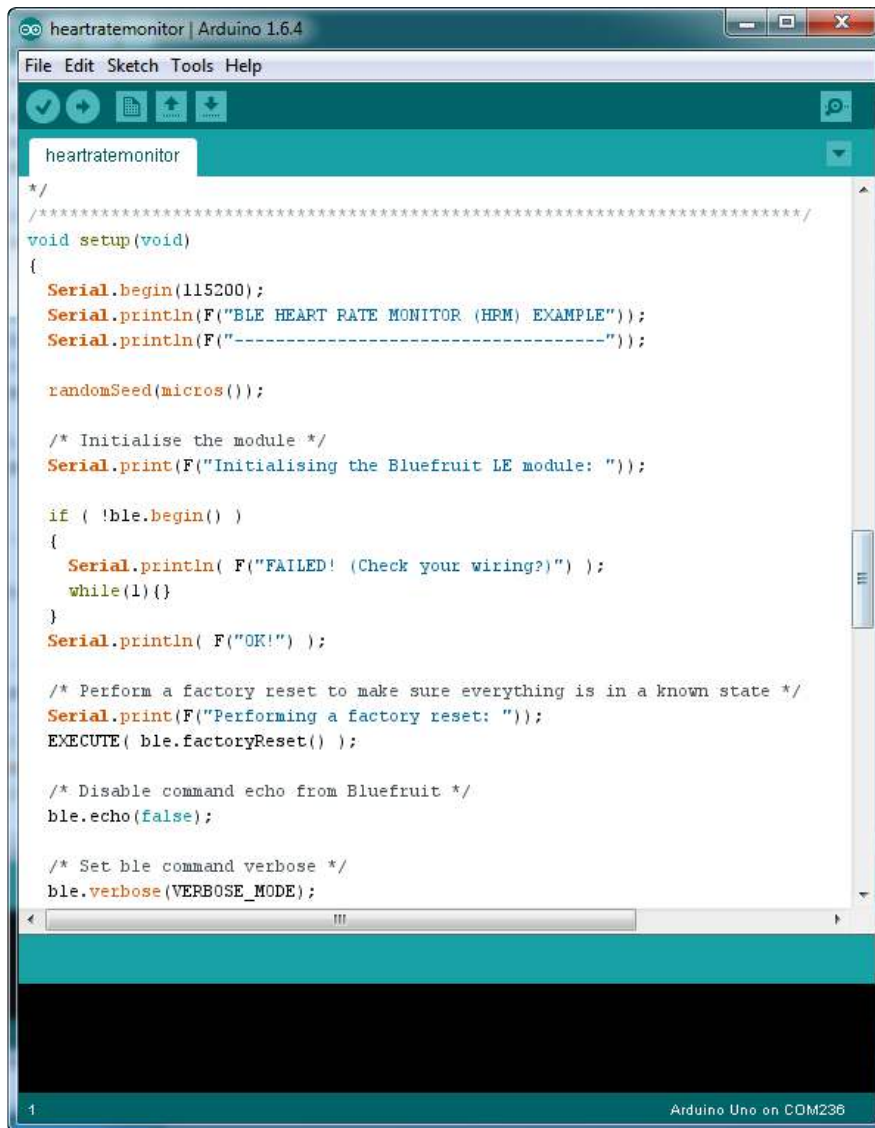 heartratemonitor | Arduino 1.6.4
File Edit Sketch Tools Help
heartratemonitor
*/
/**************************************************************************/
void setup(void)
{
  Serial.begin(115200);
  Serial.println(F("BLE HEART RATE MONITOR (HRM) EXAMPLE"));
  Serial.println(F("------------------------------------"));
  randomSeed(micros());
  /* Initialise the module */
  Serial.print(F("Initialising the Bluefruit LE module: "));
  if ( !ble.begin() )
  {
    Serial.println( F("FAILED! (Check your wiring?)") );
    while(1){}
  }
  Serial.println( F("OK!") );
  /* Perform a factory reset to make sure everything is in a known state */
  Serial.print(F("Performing a factory reset: "));
  EXECUTE( ble.factoryReset() );
  /* Disable command echo from Bluefruit */
  ble.echo(false);
  /* Set ble command verbose */
  ble.verbose(VERBOSE_MODE);
1
Arduino Uno on COM236